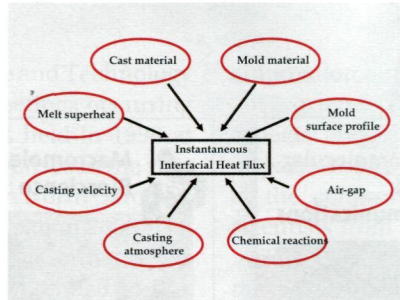 Cast material
Mold material
Melt superheat
Mold
surface profile
Instantaneous
Interfacial Heat Flux
Casting velocity
Air-gap
Casting
atmosphere
Chemical reactions